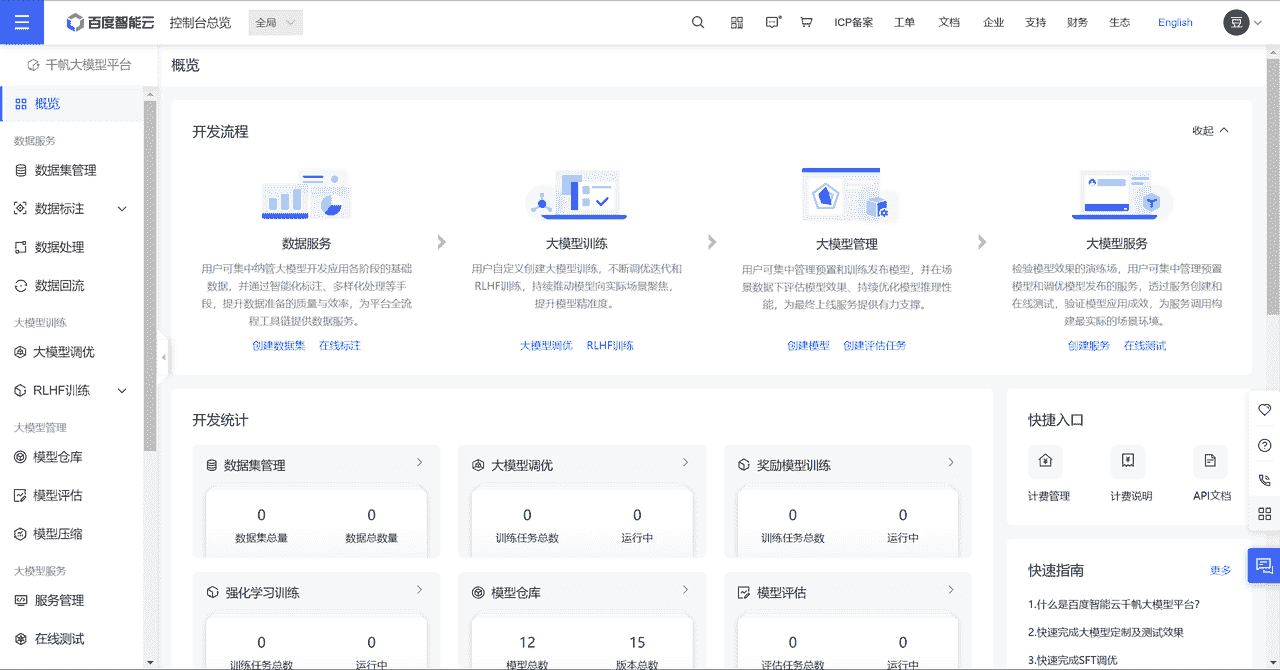 百度智能云
控制台总览
全局
ICP备案
工单
文档
企业
支持
财务
生态
English
豆
千帆大模型平台
概览
数据服务
数据集管理
数据标注
数据处理
数据回流
大模型训练
大模型调优
RLHF训练
大模型管理
模型仓库
模型评估
模型压缩
大模型服务
服务管理
在线测试
概览
开发流程
收起
数据服务
用户可集中纳管大模型开发应用各阶段的基础
数据，并通过智能化标注、多样化处理等手
段，提升数据准备的质量与效率，为平台全流
程工具链提供数据服务。
创建数据集
在线标注
大模型训练
用户自定义创建大模型训练，不断调优迭代和
RLHF训练，持续推动模型向实际场景聚焦，
提升模型精准度。
大模型调优
RLHF训练
大模型管理
用户可集中管理预置和训练发布模型，并在场
景数据下评估模型效果、持续优化模型推理性
能，为最终上线服务提供有力支撑。
创建模型
创建评估任务
大模型服务
检验模型效果的演练场，用户可集中管理预置
模型和调优模型发布的服务，透过服务创建和
在线测试，验证模型应用成效，为服务调用构
建最实际的场景环境。
创建服务
在线测试
开发统计
数据集管理
0
0
数据集总量
数据总数量
大模型调优
0
0
训练任务总数
运行中
奖励模型训练
0
0
训练任务总数
运行中
强化学习训练
0
0
训练任务总数
运行中
模型仓库
12
15
模型总数
版本总数
模型评估
0
0
评估任务总数
运行中
快捷入口
计费管理
计费说明
API文档
快速指南
更多
1.什么是百度智能云千帆大模型平台?
2.快速完成大模型定制及测试效果
3.快速完成SFT调优